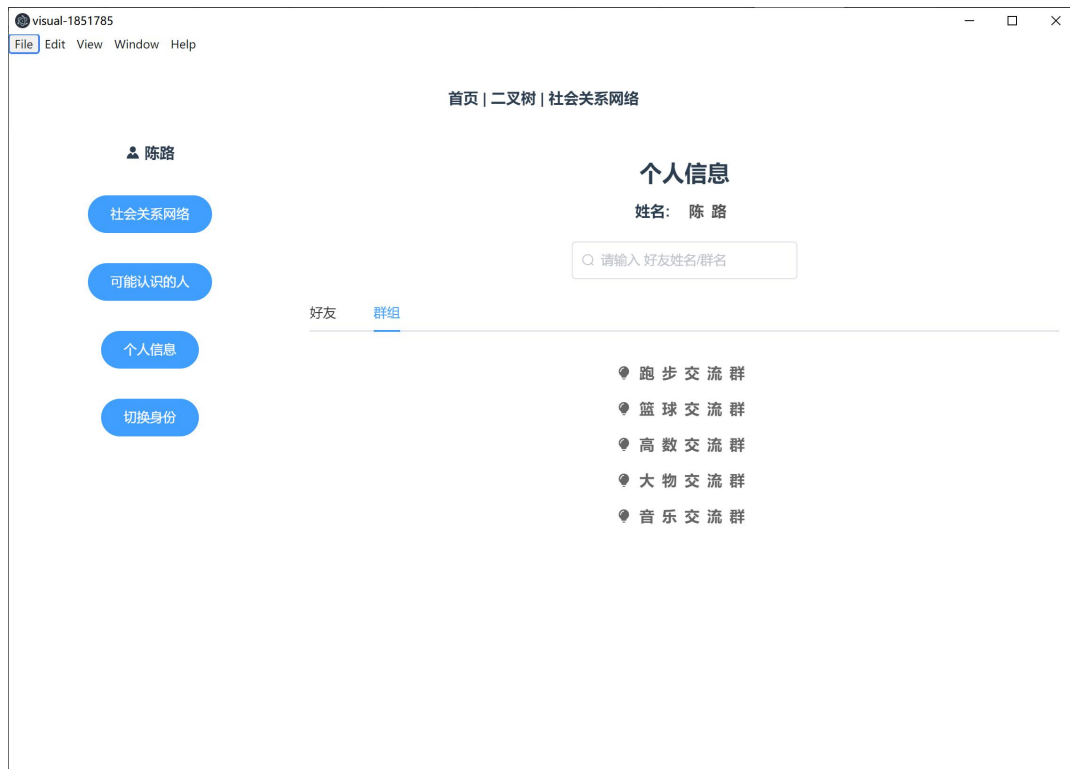 visual-1851785
File Edit View Window Help
首页 | 二叉树 | 社会关系网络
陈路
社会关系网络
可能认识的人
个人信息
切换身份
个人信息
姓名: 陈 路
请输入 好友姓名/群名
好友 群组
跑 步 交 流 群
篮 球 交 流 群
高 数 交 流 群
大 物 交 流 群
音 乐 交 流 群